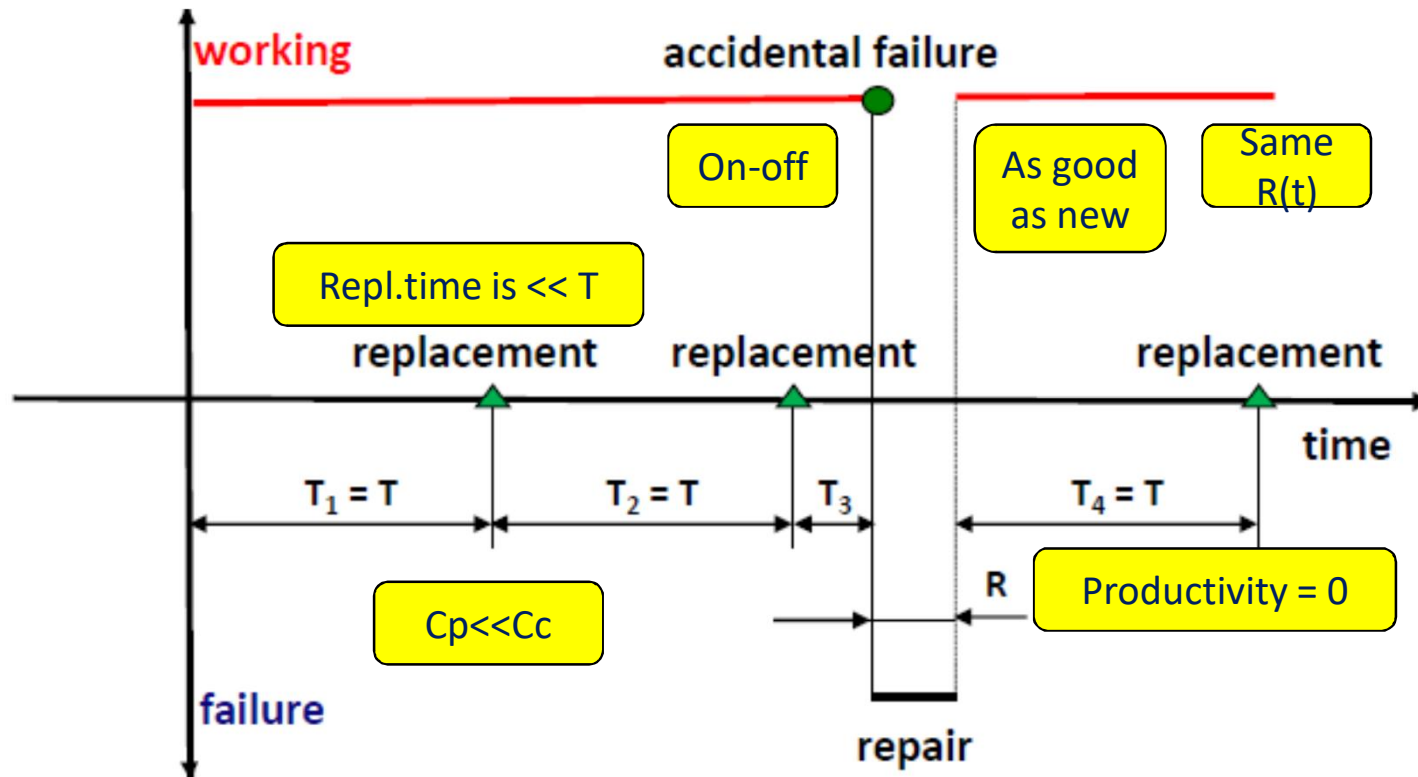 working
accidental failure
On-off
As good
as new
Same
R(t)
Repl.time is << T
replacement
replacement
replacement
time
T₁ = T
T₂ = T
T₃
T₄ = T
R
Productivity = 0
Cp<<Cc
failure
repair